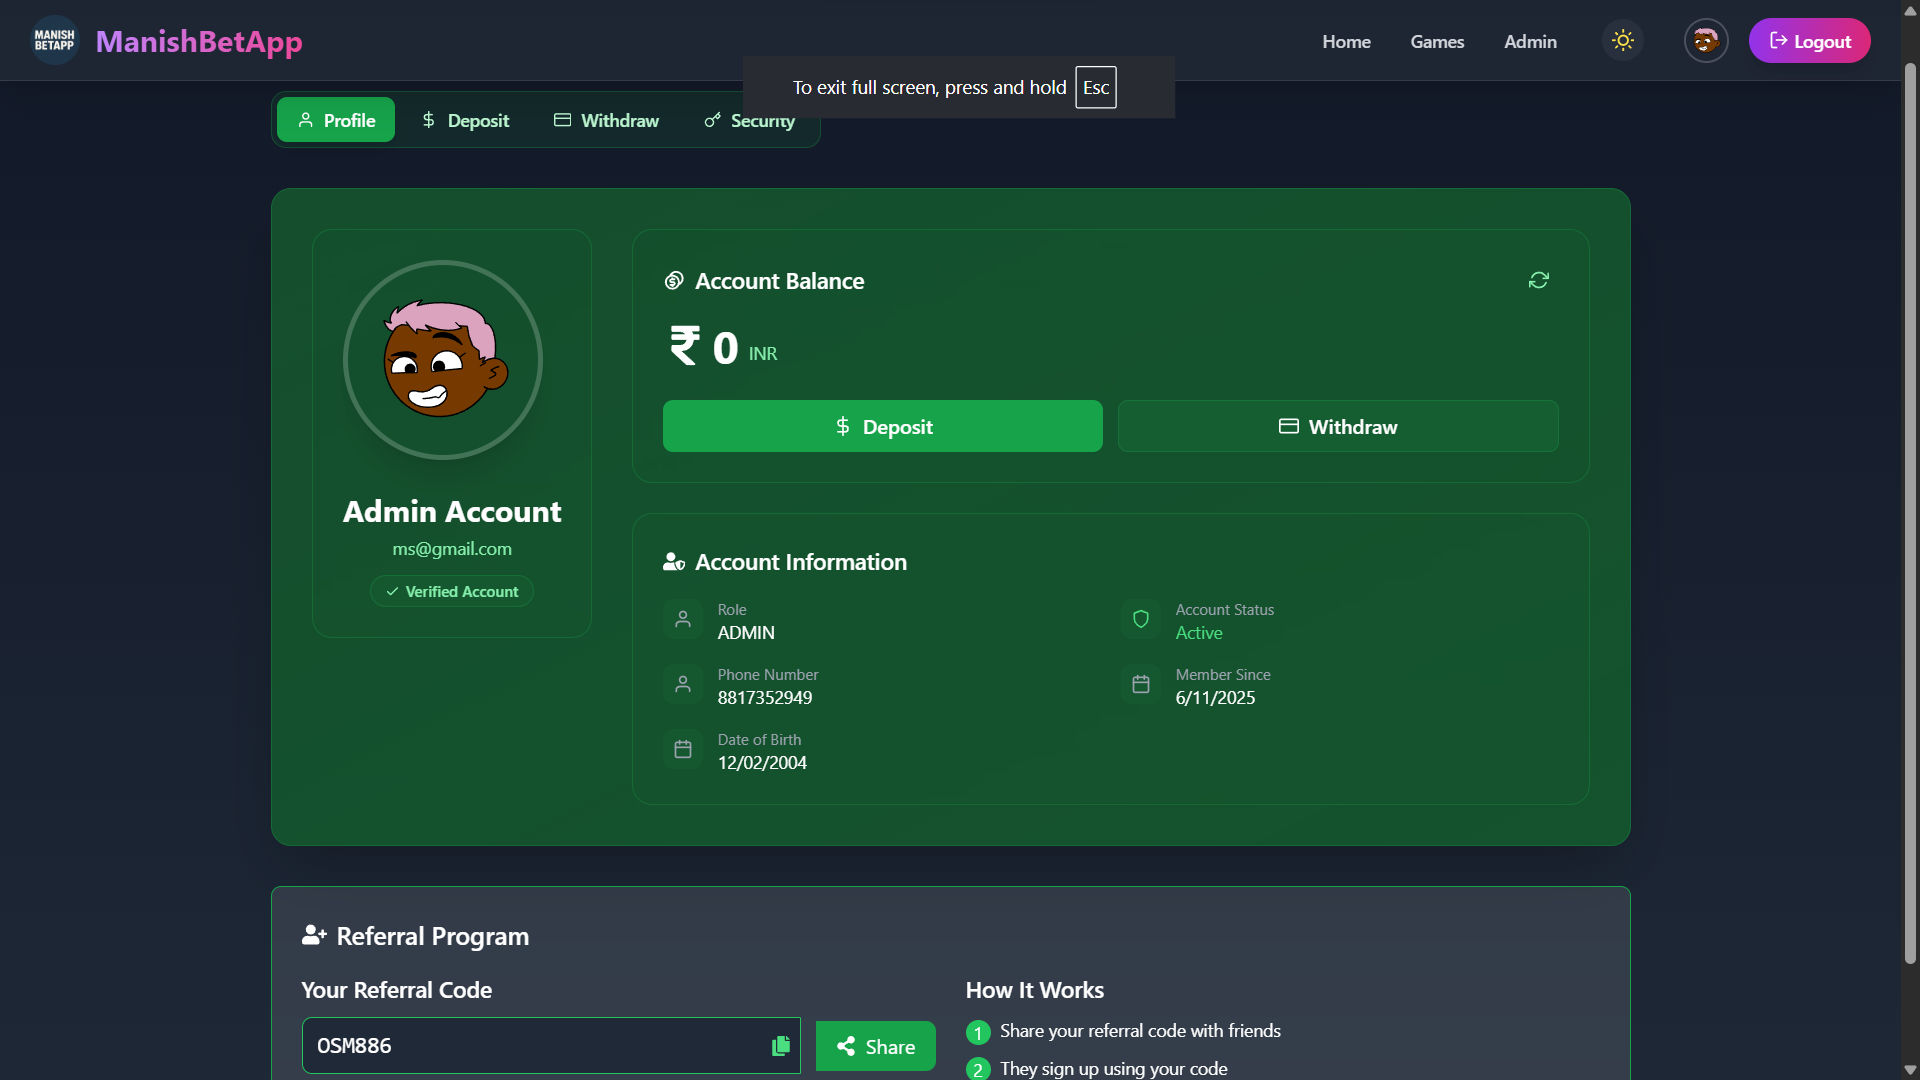 MANISH
BETAPP
ManishBetApp
Home
Games
Admin
Logout
To exit full screen, press and hold Esc
Profile
Deposit
Withdraw
Security
Admin Account
ms@gmail.com
Verified Account
Account Balance
₹ 0 INR
Deposit
Withdraw
Account Information
Role
ADMIN
Account Status
Active
Phone Number
8817352949
Member Since
6/11/2025
Date of Birth
12/02/2004
Referral Program
Your Referral Code
OSM886
Share
How It Works
1 Share your referral code with friends
2 They sign up using your code